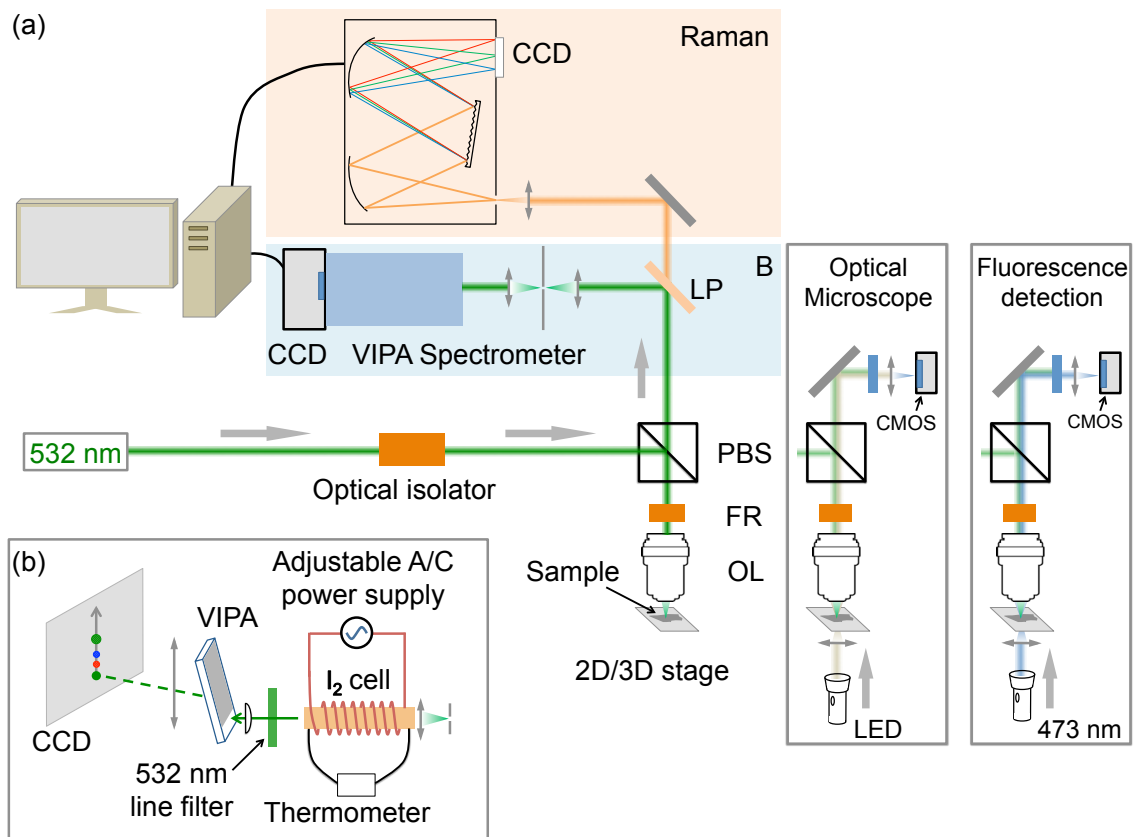 (a)
Raman
CCD
B
LP
CCD
VIPA Spectrometer
532 nm
Optical isolator
PBS
FR
OL
Sample
2D/3D stage
Optical
Microscope
CMOS
LED
Fluorescence
detection
CMOS
473 nm
(b)
Adjustable A/C
power supply
VIPA
I₂ cell
CCD
532 nm
line filter
Thermometer